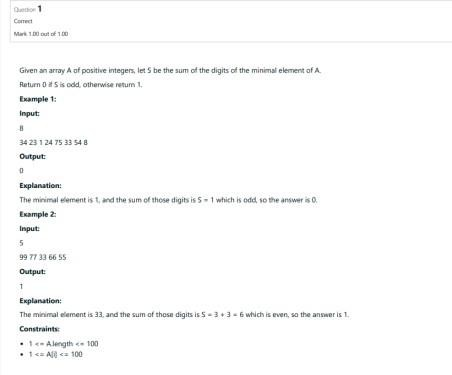 Question 1
Correct
Mark 1.00 out of 1.00
Given an array A of positive integers, let S be the sum of the digits of the minimal element of A.
Return 0 if S is odd, otherwise return 1.
Example 1:
Input:
8
34 23 1 24 75 33 54 8
Output:
0
Explanation:
The minimal element is 1, and the sum of those digits is S = 1 which is odd, so the answer is 0.
Example 2:
Input:
5
99 77 33 66 55
Output:
1
Explanation:
The minimal element is 33, and the sum of those digits is S = 3 + 3 = 6 which is even, so the answer is 1.
Constraints:
• 1 <= A.length <= 100
• 1 <= A[i] <= 100